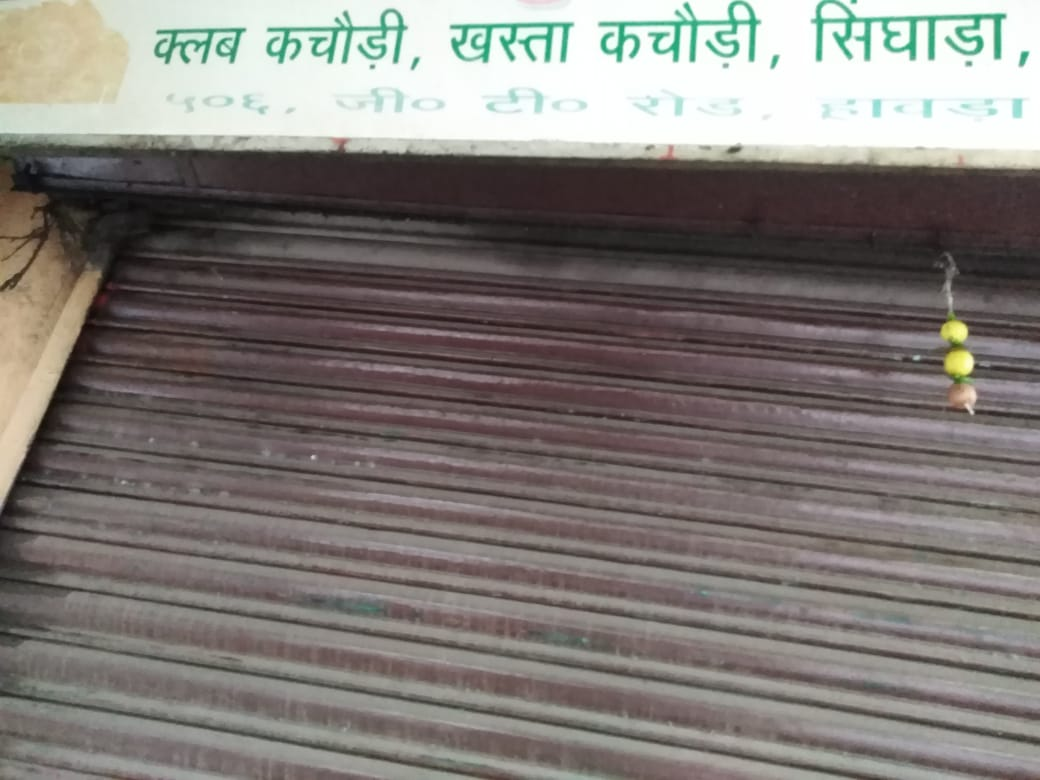 क्लब कचौड़ी, खस्ता कचौड़ी, सिंघाड़ा,
५०६, जी० टी० रोड, हावड़ा